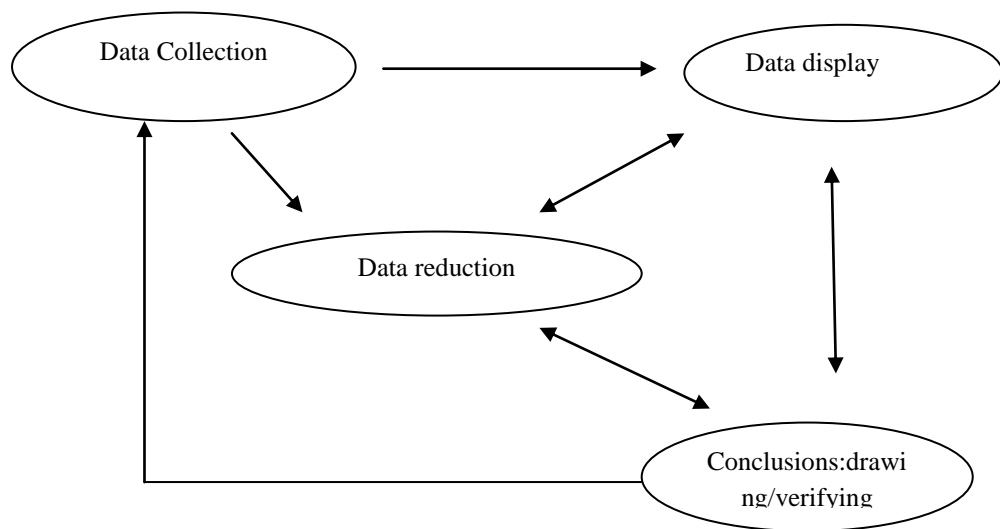 Data Collection
Data display
Data reduction
Conclusions:drawi
ng/verifying